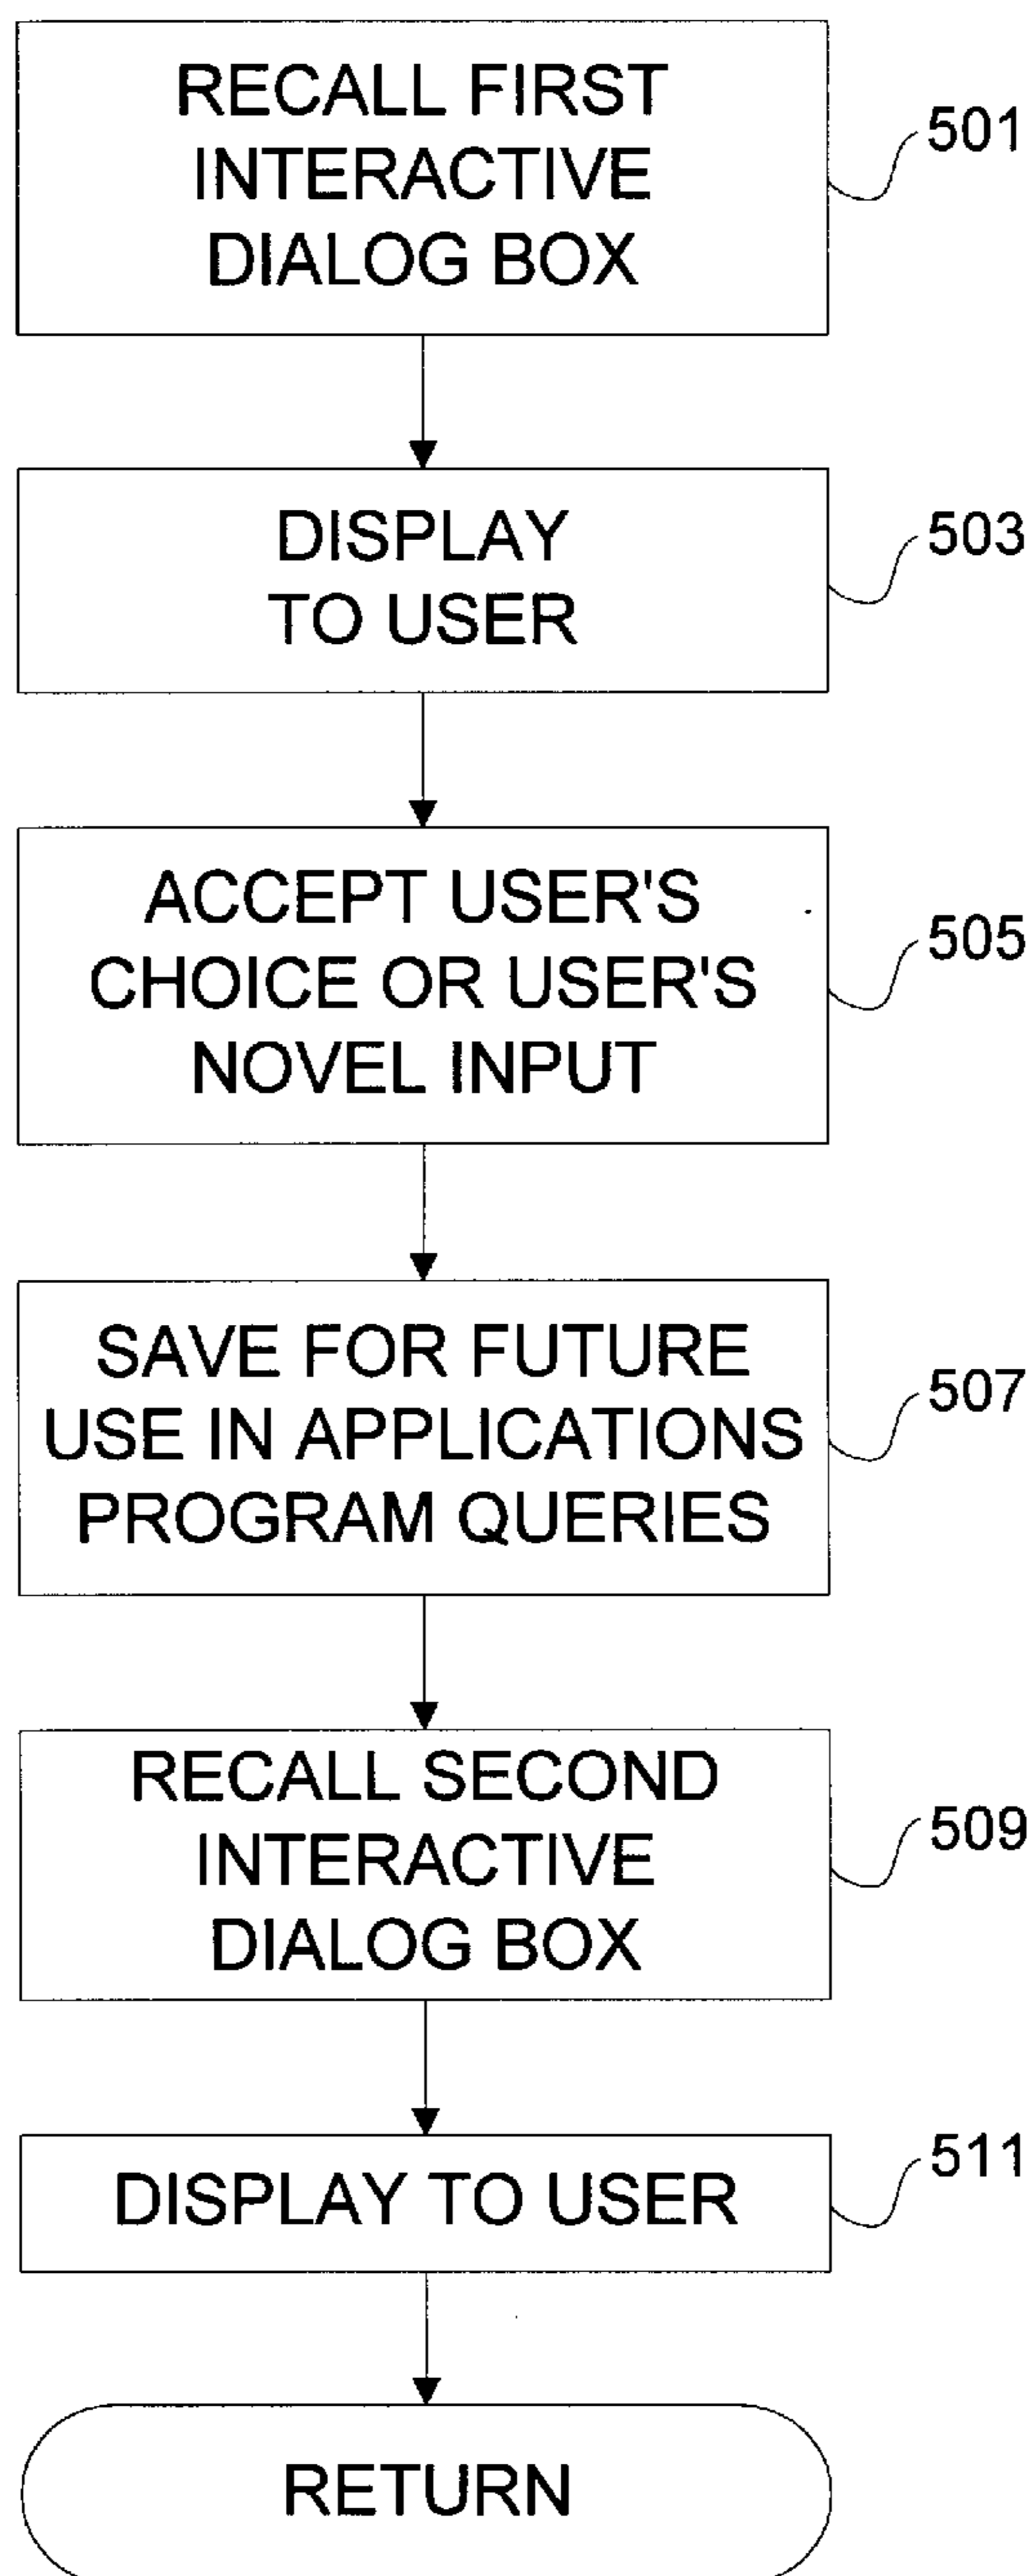 RECALL FIRST
INTERACTIVE
DIALOG BOX
501
DISPLAY
TO USER
503
ACCEPT USER'S
CHOICE OR USER'S
NOVEL INPUT
505
SAVE FOR FUTURE
USE IN APPLICATIONS
PROGRAM QUERIES
507
RECALL SECOND
INTERACTIVE
DIALOG BOX
509
DISPLAY TO USER
511
RETURN